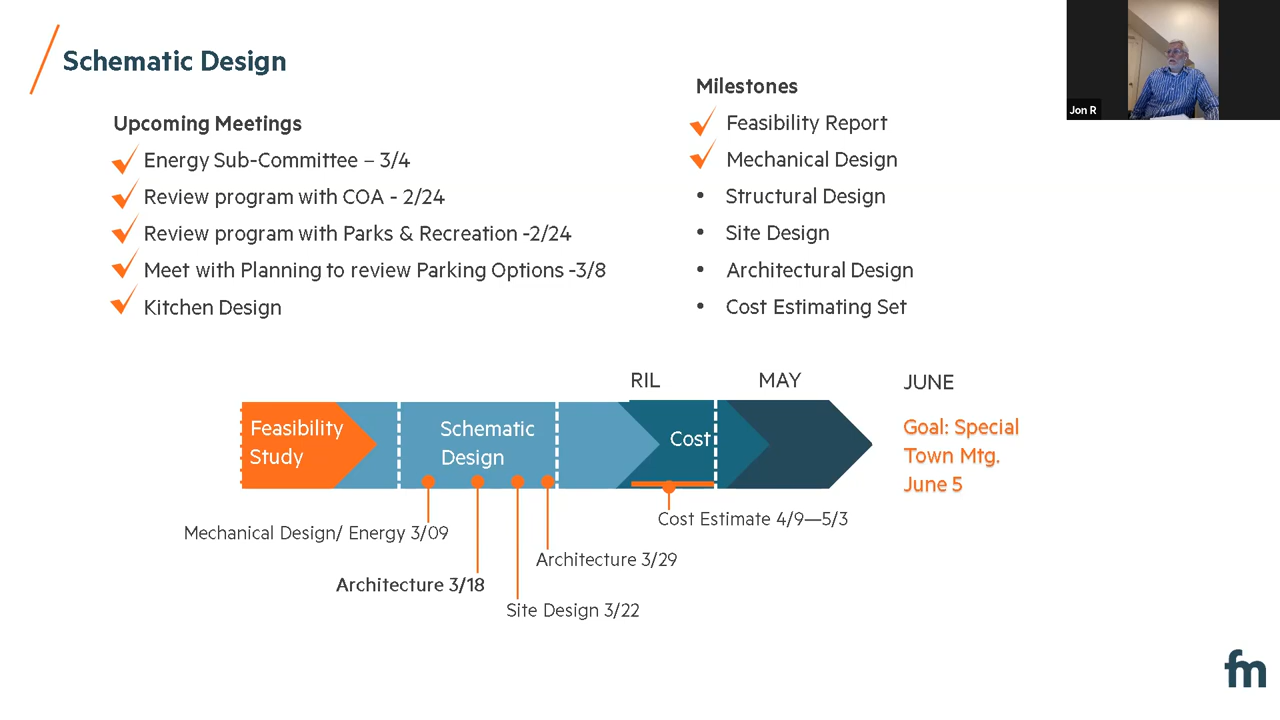 Schematic Design
Upcoming Meetings
Energy Sub-Committee – 3/4
Review program with COA - 2/24
Review program with Parks & Recreation -2/24
Meet with Planning to review Parking Options -3/8
Kitchen Design
Milestones
Feasibility Report
Mechanical Design
• Structural Design
• Site Design
• Architectural Design
• Cost Estimating Set
Jon R
RIL
MAY
JUNE
Feasibility
Study
Schematic
Design
Cost
Goal: Special
Town Mtg.
June 5
Mechanical Design/ Energy 3/09
Architecture 3/18
Site Design 3/22
Architecture 3/29
Cost Estimate 4/9—5/3
fm